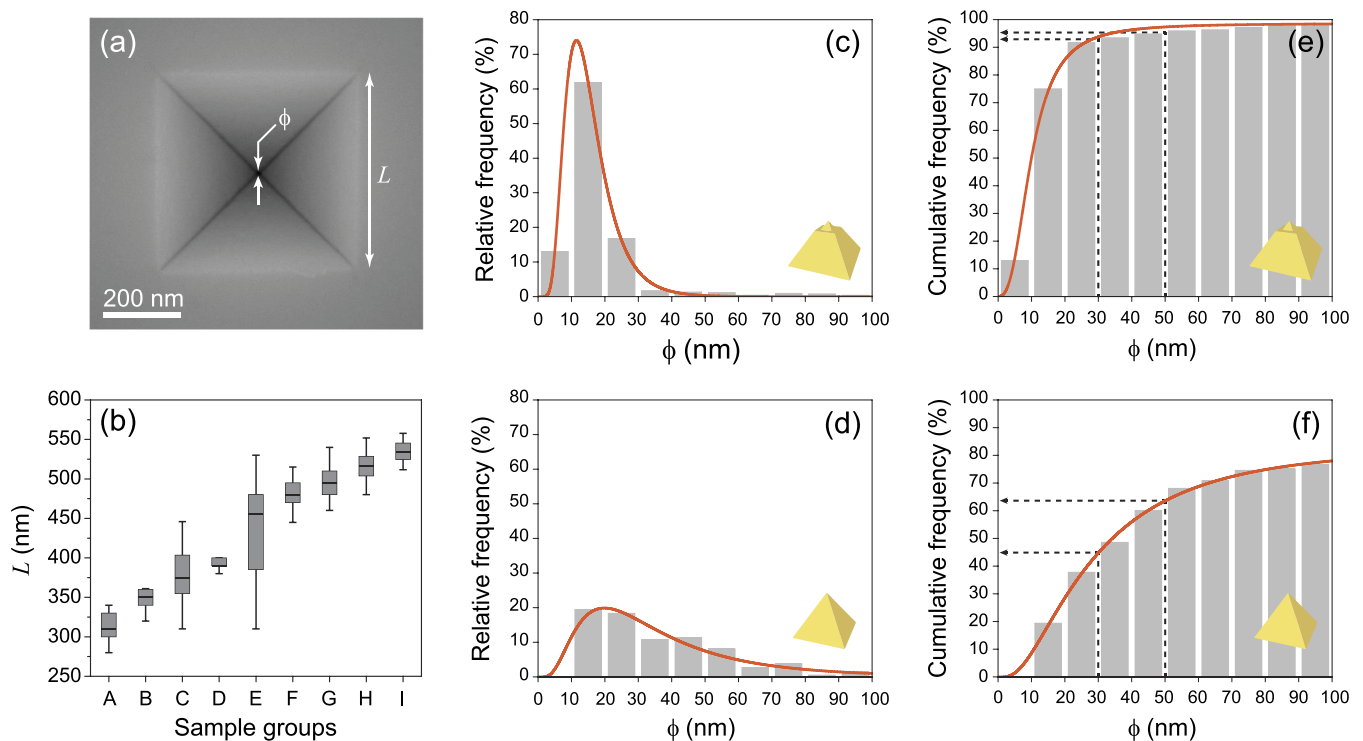 (a)
ϕ
L
200 nm
(b)
L (nm)
600
550
500
450
400
350
300
250
A B C D E F G H I
Sample groups
(c)
Relative frequency (%)
80
70
60
50
40
30
20
10
0
0 10 20 30 40 50 60 70 80 90 100
ϕ (nm)
(d)
Relative frequency (%)
80
70
60
50
40
30
20
10
0
0 10 20 30 40 50 60 70 80 90 100
ϕ (nm)
(e)
Cumulative frequency (%)
100
90
80
70
60
50
40
30
20
10
0
0 10 20 30 40 50 60 70 80 90 100
ϕ (nm)
(f)
Cumulative frequency (%)
100
90
80
70
60
50
40
30
20
10
0
0 10 20 30 40 50 60 70 80 90 100
ϕ (nm)